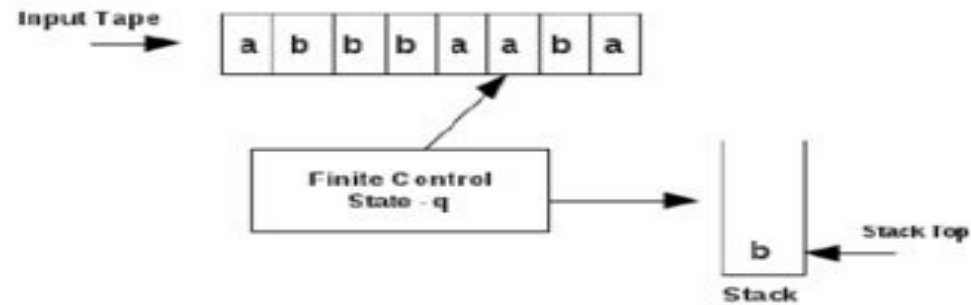 Input Tape
a b b b a a b a
Finite Control
State - q
b
Stack Top
Stack